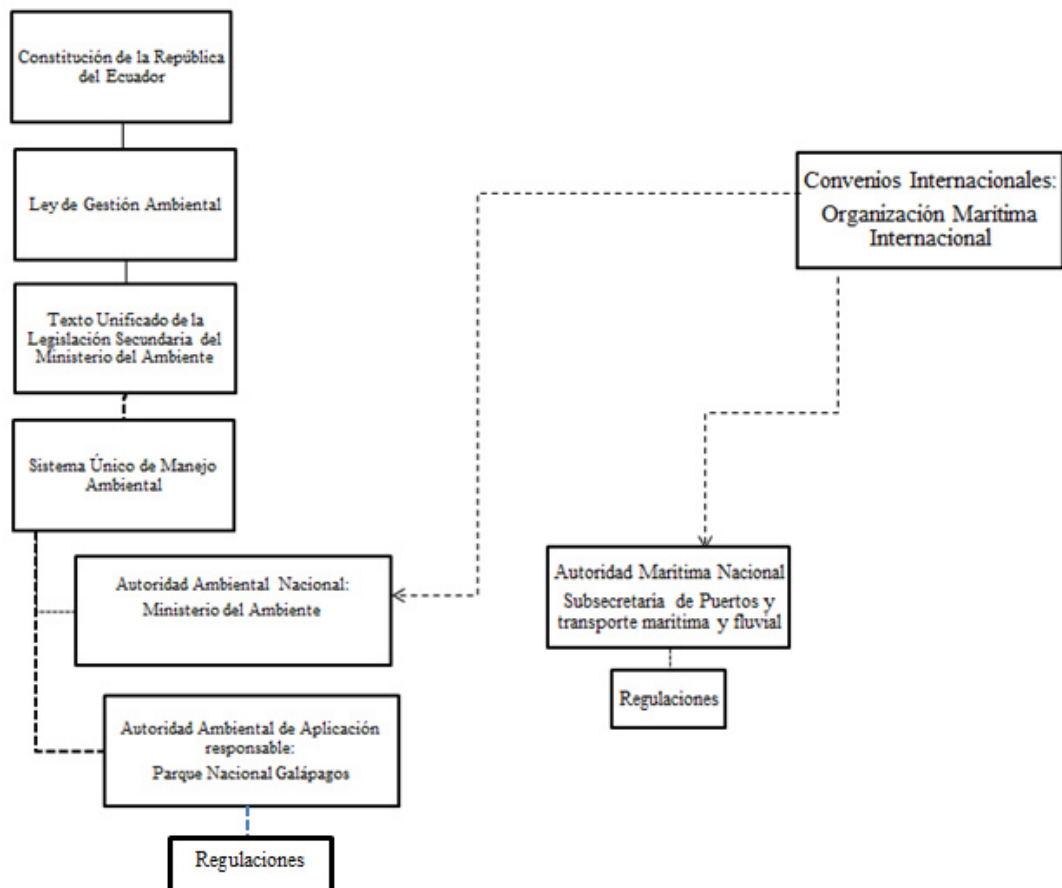 Constitución de la República
del Ecuador
Ley de Gestión Ambiental
Texto Unificado de la
Legislación Secundaria del
Ministerio del Ambiente
Sistema Único de Manejo
Ambiental
Autoridad Ambiental Nacional:
Ministerio del Ambiente
Autoridad Ambiental de Aplicación
responsable:
Parque Nacional Galápagos
Regulaciones
Convenios Internacionales:
Organización Marítima
Internacional
Autoridad Marítima Nacional
Subsecretaria de Puertos y
transporte marítima y fluvial
Regulaciones